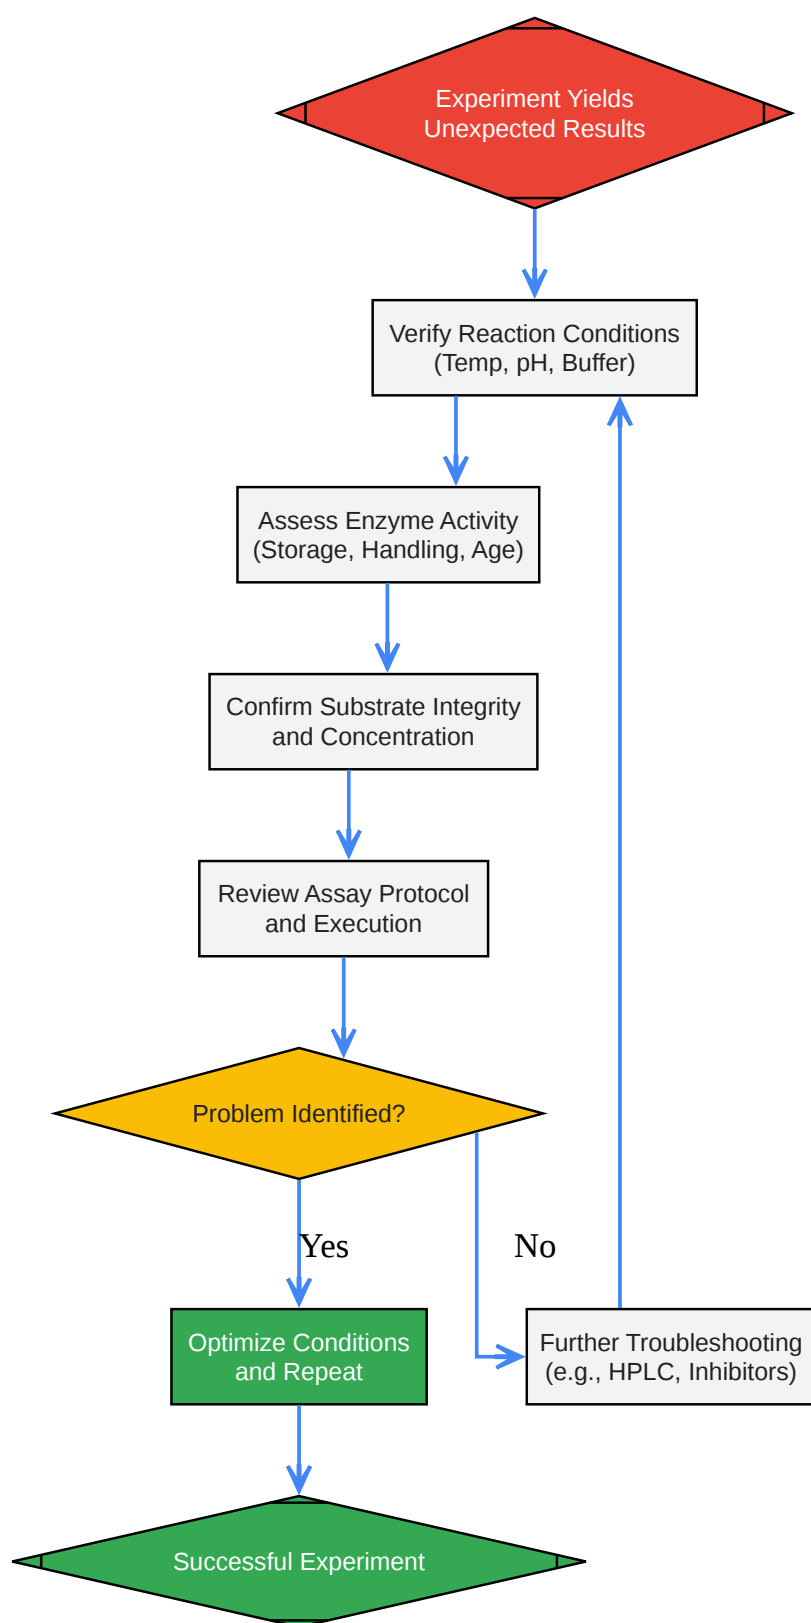 Experiment Yields
Unexpected Results
Verify Reaction Conditions
(Temp, pH, Buffer)
Assess Enzyme Activity
(Storage, Handling, Age)
Confirm Substrate Integrity
and Concentration
Review Assay Protocol
and Execution
Problem Identified?
Yes
No
Optimize Conditions
and Repeat
Further Troubleshooting
(e.g., HPLC, Inhibitors)
Successful Experiment